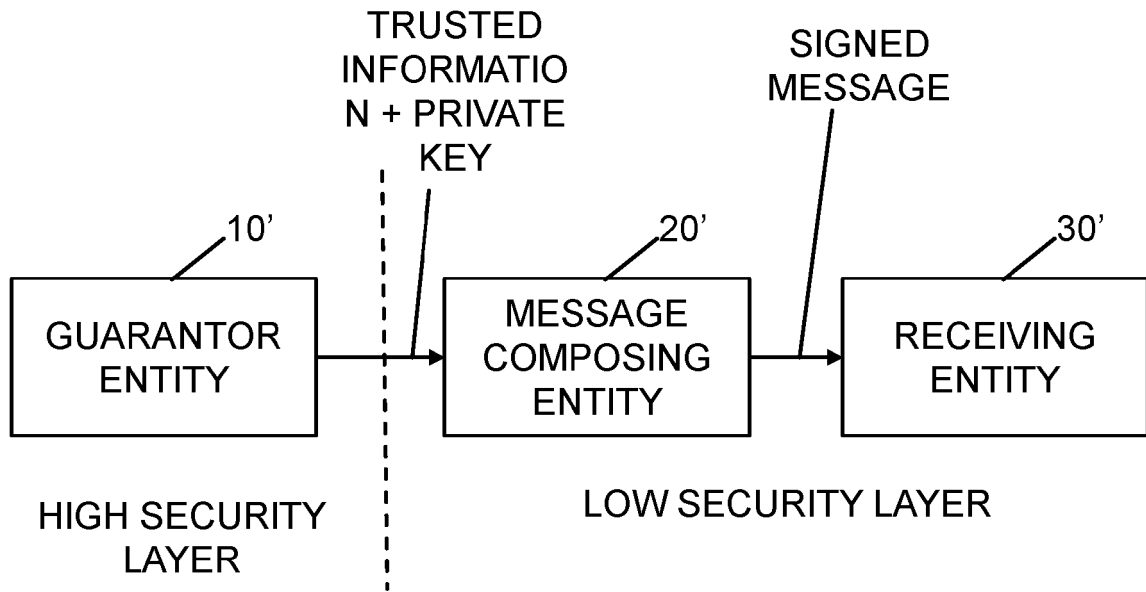 TRUSTED
INFORMATIO
N + PRIVATE
KEY
SIGNED
MESSAGE
10’
20’
30’
GUARANTOR
ENTITY
MESSAGE
COMPOSING
ENTITY
RECEIVING
ENTITY
HIGH SECURITY
LAYER
LOW SECURITY LAYER